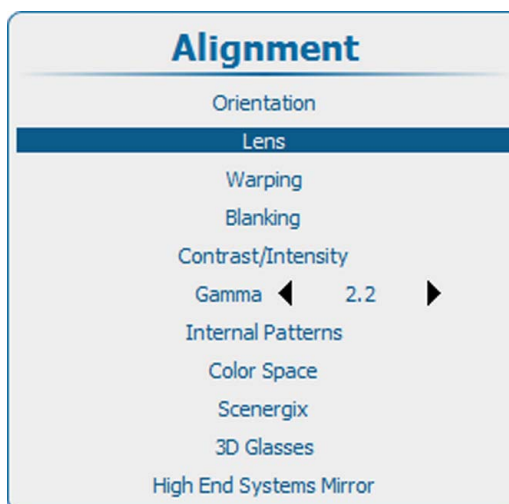 Alignment
Orientation
Lens
Warping
Blanking
Contrast/Intensity
Gamma 2.2
Internal Patterns
Color Space
Scenergix
3D Glasses
High End Systems Mirror